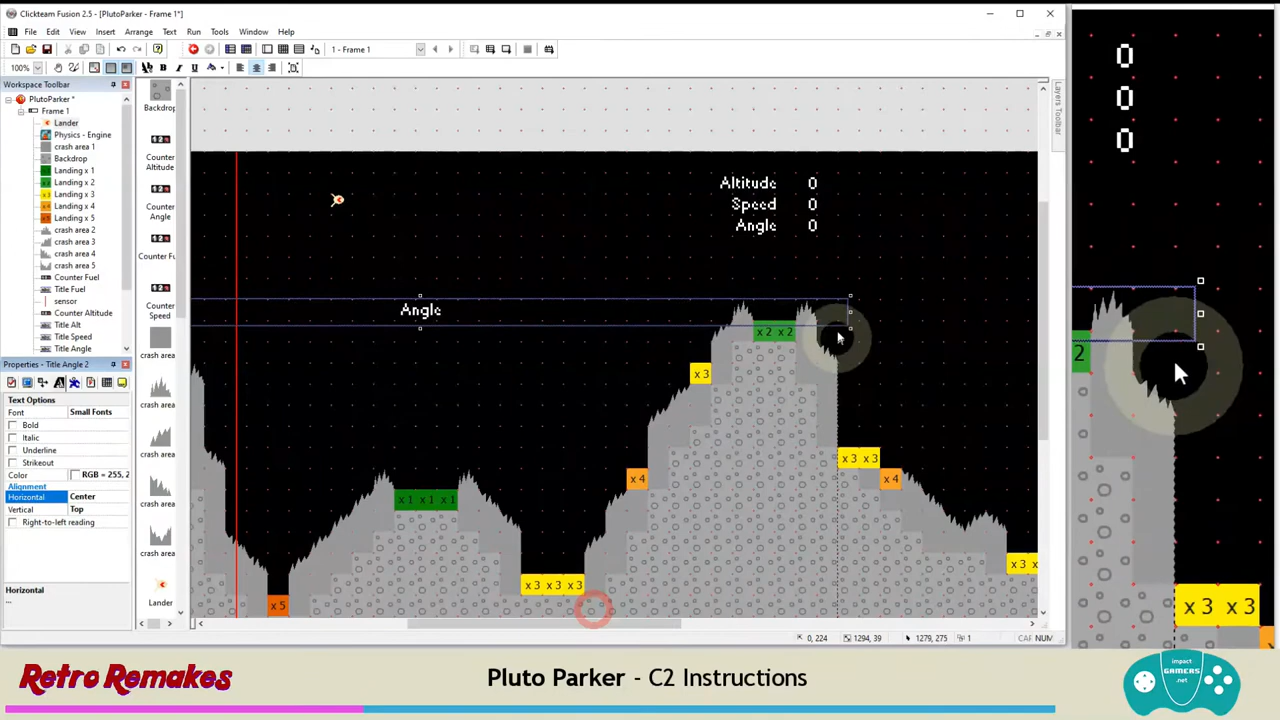 Clickteam Fusion 2.5 - [PlutoParker - Frame 1*]
File Edit View Insert Arrange Text Run Tools Window Help
1 - Frame 1
100%
Workspace Toolbar
PlutoParker *
Frame 1
Lander
Physics - Engine
crash area 1
Backdrop
Landing x 1
Landing x 2
Landing x 3
Landing x 4
Landing x 5
crash area 2
crash area 3
crash area 4
crash area 5
Counter Fuel
Title Fuel
sensor
Counter Altitude
Title Alt
Title Speed
Title Angle
Properties - Title Angle 2
Text Options
Font Small Fonts
Bold
Italic
Underline
Strikeout
Color RGB = 255, 2
Alignment
Horizontal Center
Vertical Top
Right-to-left reading
Horizontal
...
Backdrop
Counter Altitude
Counter Angle
Counter Fu
Counter Speed
crash area
crash area
crash area
crash area
crash area
Lander
Layers Toolbar
Altitude 0
Speed 0
Angle 0
Angle
x 2 x 2
x 3
x 3 x 3
x 4
x 4
x 1 x 1 x 1
x 3 x 3 x 3
x 3 x
x 5
0, 224
1294, 39
1279, 275
1
CAP NUM
0
0
0
2
x 3 x 3
Retro Remakes
Pluto Parker - C2 Instructions
impact
GAMERS
.net